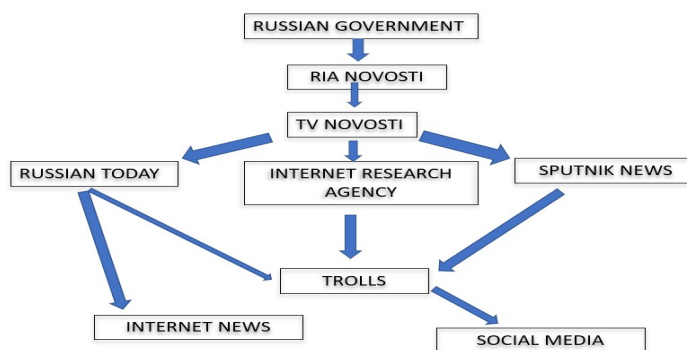 RUSSIAN GOVERNMENT
RIA NOVOSTI
TV NOVOSTI
RUSSIAN TODAY
INTERNET RESEARCH
AGENCY
SPUTNIK NEWS
TROLLS
INTERNET NEWS
SOCIAL MEDIA